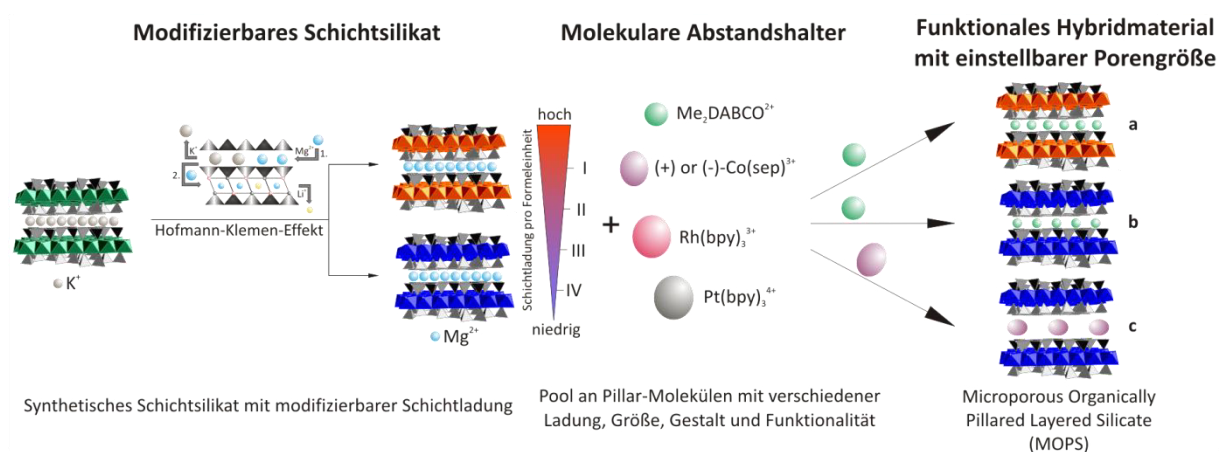 Modifizierbares Schichtsilikat
Molekulare Abstandshalter
Funktionales Hybridmaterial
mit einstellbarer Porengröße
K⁺
Mg²⁺
1.
2.
Li⁺
Hofmann-Klemen-Effekt
K⁺
Mg²⁺
hoch
Schichtladung pro Formeleinheit
I
II
III
IV
niedrig
+
Me₂DABCO²⁺
(+) or (-)-Co(sep)³⁺
Rh(bpy)₃³⁺
Pt(bpy)₃⁴⁺
a
b
c
Synthetisches Schichtsilikat mit modifizierbarer Schichtladung
Pool an Pillar-Molekülen mit verschiedener
Ladung, Größe, Gestalt und Funktionalität
Microporous Organically
Pillared Layered Silicate
(MOPS)